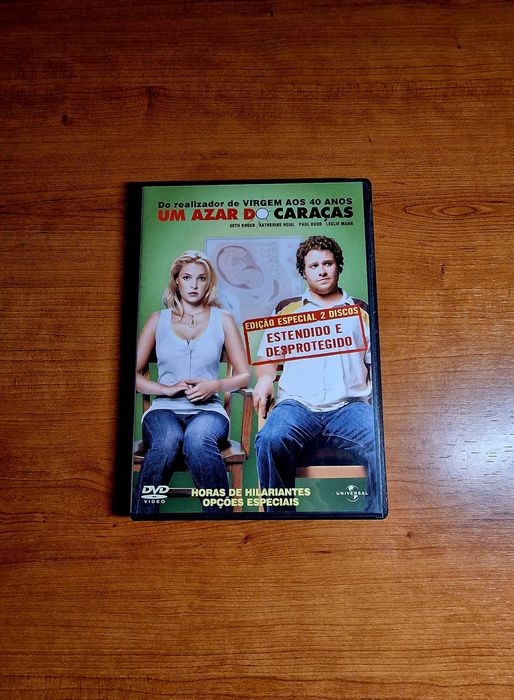 Do realizador de VIRGEM AOS 40 ANOS
UM AZAR DO CARAÇAS
SETH ROGEN KATHERINE HEIGL PAUL RUDD LESLIE MANN
EDIÇÃO ESPECIAL 2 DISCOS
ESTENDIDO E
DESPROTEGIDO
HORAS DE HILARIANTES
OPÇÕES ESPECIAIS
DVD
VIDEO
UNIVERSAL